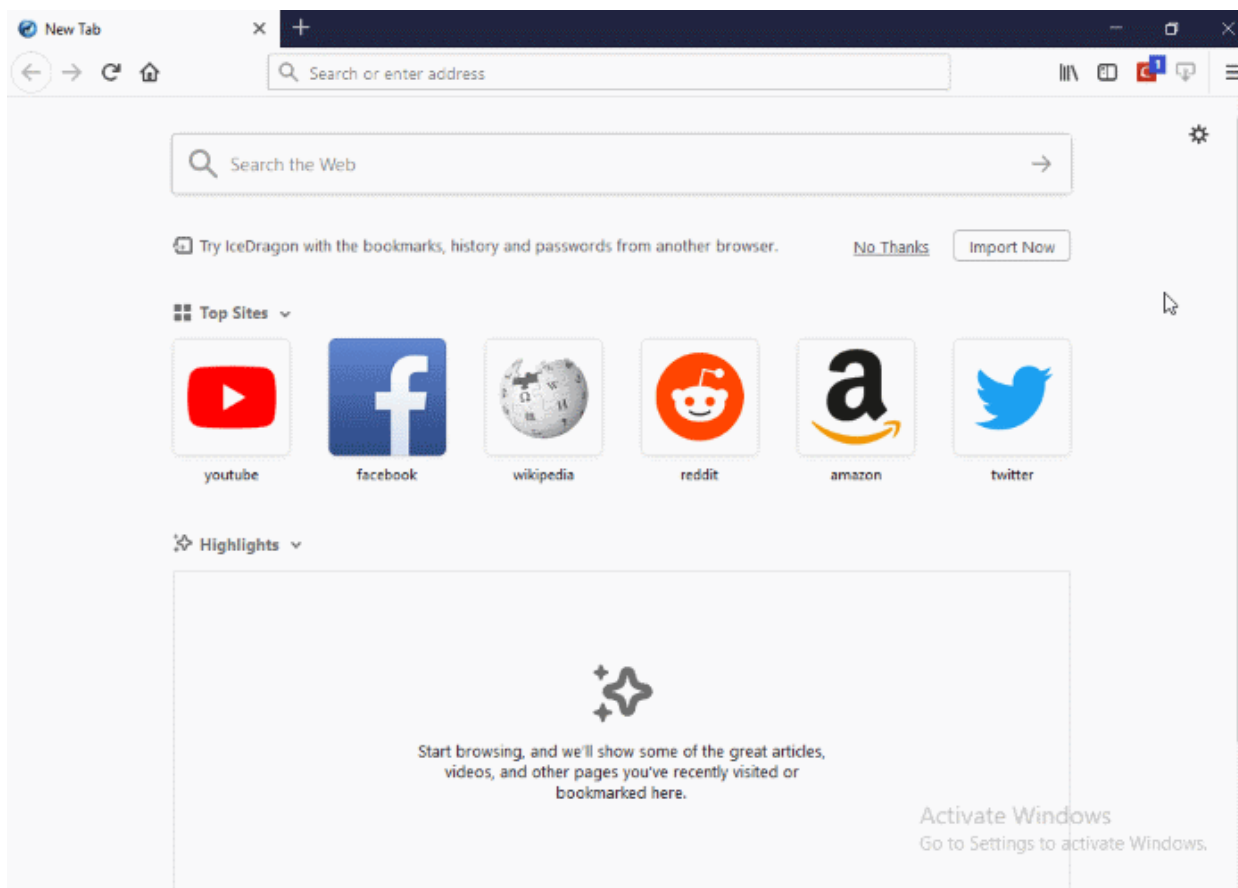 New Tab
Search or enter address
1
Search the Web
Try IceDragon with the bookmarks, history and passwords from another browser.
No Thanks
Import Now
Top Sites
youtube
facebook
wikipedia
reddit
amazon
twitter
Highlights
Start browsing, and we'll show some of the great articles,
videos, and other pages you've recently visited or
bookmarked here.
Activate Windows
Go to Settings to activate Windows.